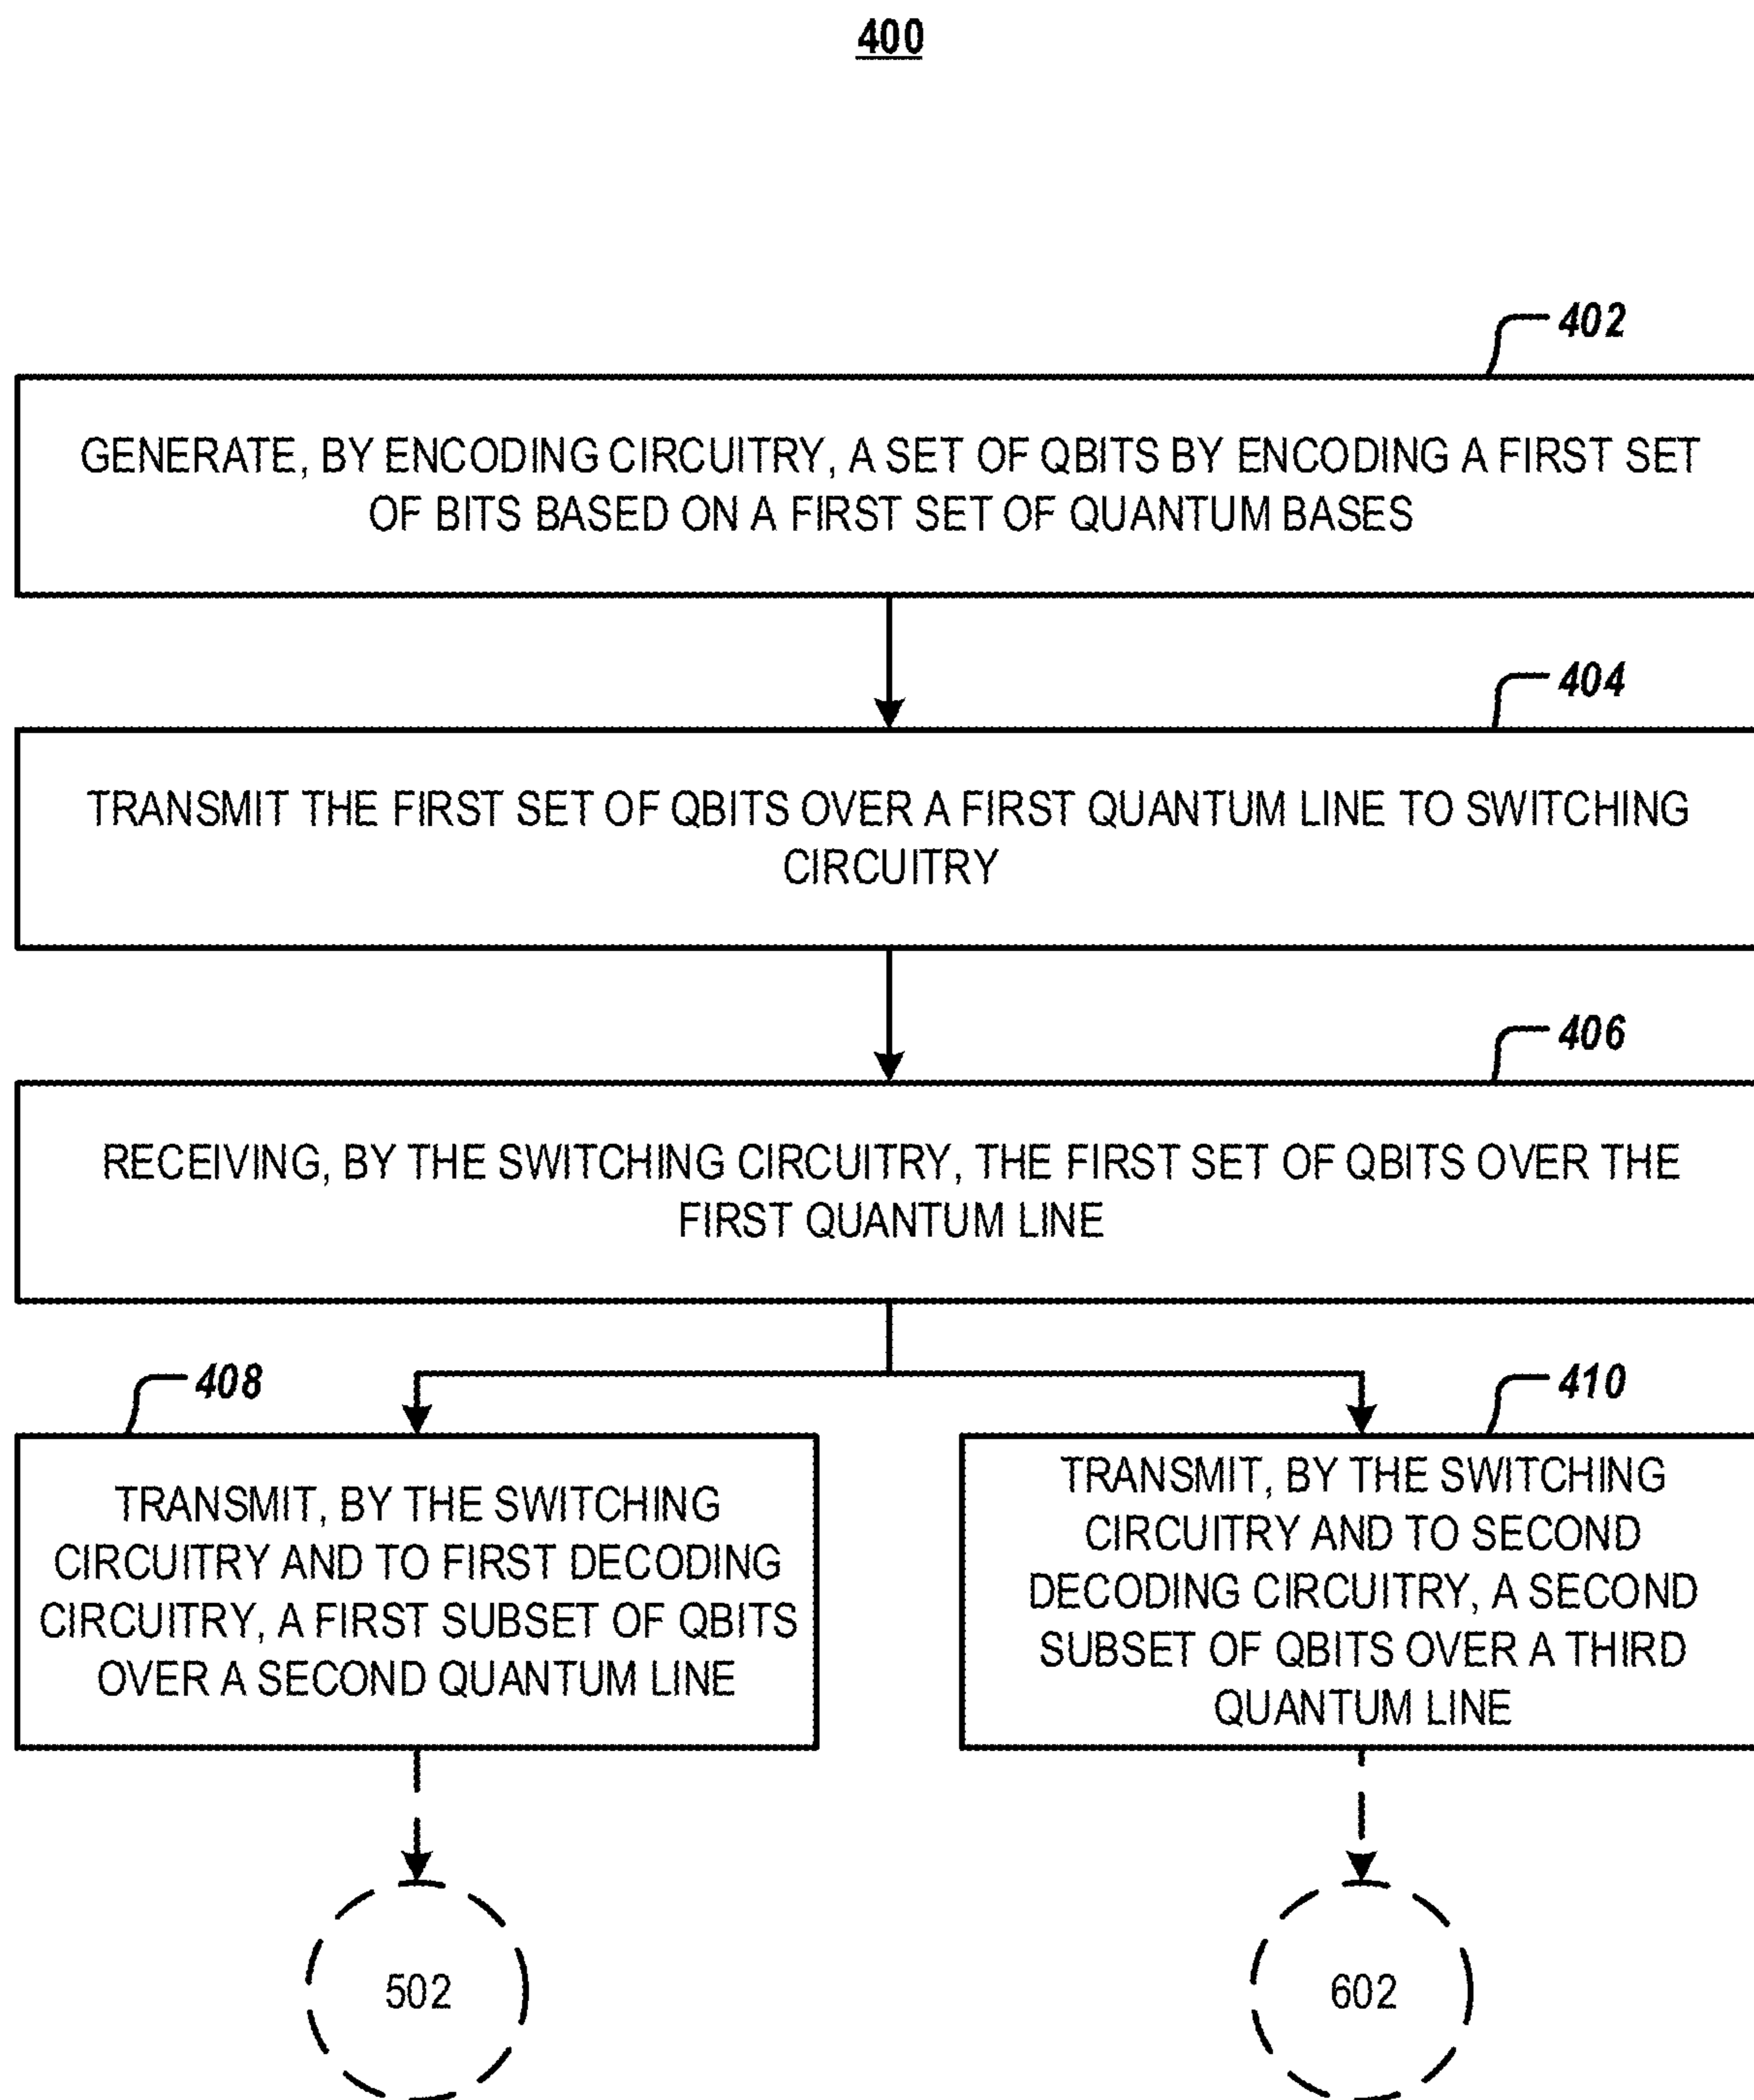 400
402
GENERATE, BY ENCODING CIRCUITRY, A SET OF QBITS BY ENCODING A FIRST SET
OF BITS BASED ON A FIRST SET OF QUANTUM BASES
404
TRANSMIT THE FIRST SET OF QBITS OVER A FIRST QUANTUM LINE TO SWITCHING
CIRCUITRY
406
RECEIVING, BY THE SWITCHING CIRCUITRY, THE FIRST SET OF QBITS OVER THE
FIRST QUANTUM LINE
408
TRANSMIT, BY THE SWITCHING
CIRCUITRY AND TO FIRST DECODING
CIRCUITRY, A FIRST SUBSET OF QBITS
OVER A SECOND QUANTUM LINE
410
TRANSMIT, BY THE SWITCHING
CIRCUITRY AND TO SECOND
DECODING CIRCUITRY, A SECOND
SUBSET OF QBITS OVER A THIRD
QUANTUM LINE
502
602